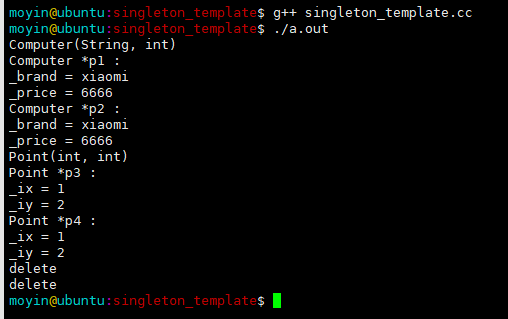 moyin@ubuntu:singleton_template$ g++ singleton_template.cc
moyin@ubuntu:singleton_template$ ./a.out
Computer(String, int)
Computer *p1 :
_brand = xiaomi
_price = 6666
Computer *p2 :
_brand = xiaomi
_price = 6666
Point(int, int)
Point *p3 :
_ix = 1
_iy = 2
Point *p4 :
_ix = 1
_iy = 2
delete
delete
moyin@ubuntu:singleton_template$